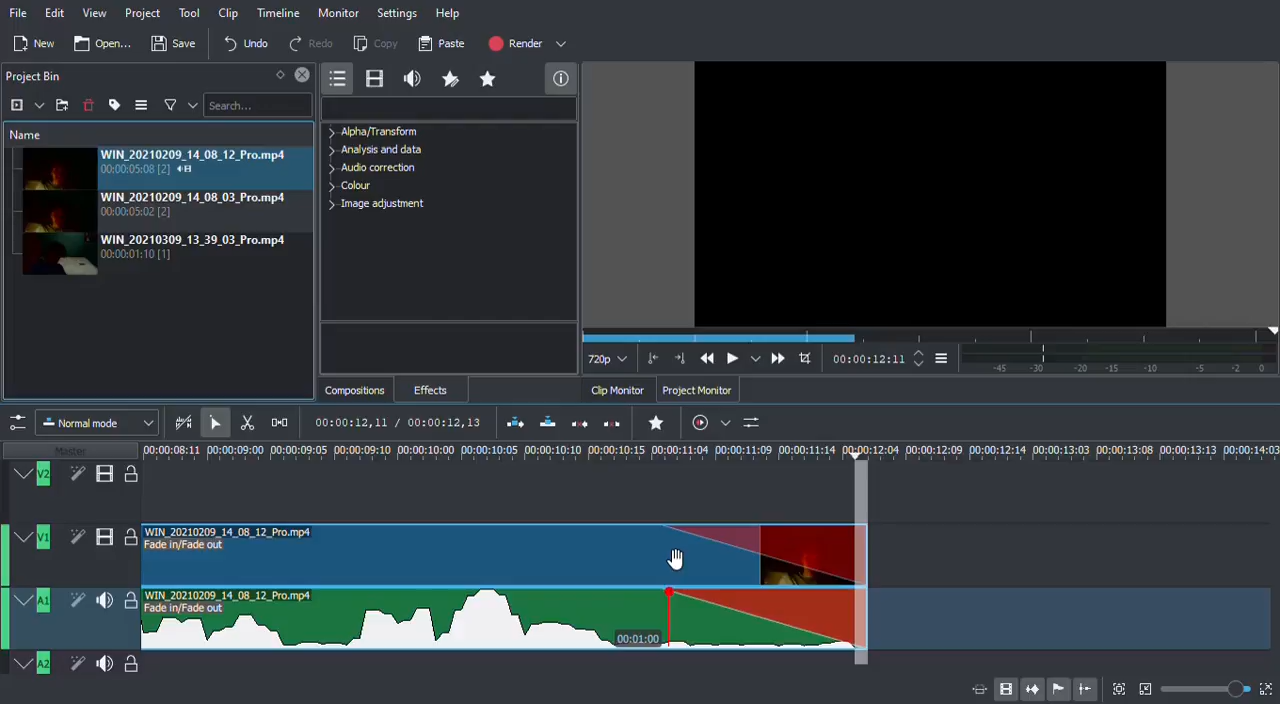 File Edit View Project Tool Clip Timeline Monitor Settings Help
New Open... Save Undo Redo Copy Paste Render
Project Bin
Search...
Name
WIN_20210209_14_08_12_Pro.mp4
00:00:05:08 [2]
WIN_20210209_14_08_03_Pro.mp4
00:00:05:02 [2]
WIN_20210309_13_39_03_Pro.mp4
00:00:01:10 [1]
Alpha/Transform
Analysis and data
Audio correction
Colour
Image adjustment
Compositions Effects
720p 00:00:12:11 -45 -30 -20 -15 -10 -5 -2 0
Clip Monitor Project Monitor
Normal mode 00:00:12,11 / 00:00:12,13
Master 00:00:08:11 00:00:09:00 00:00:09:05 00:00:09:10 00:00:10:00 00:00:10:05 00:00:10:10 00:00:10:15 00:00:11:04 00:00:11:09 00:00:11:14 00:00:12:04 00:00:12:09 00:00:12:14 00:00:13:03 00:00:13:08 00:00:13:13 00:00:14:03
V2
V1 WIN_20210209_14_08_12_Pro.mp4
Fade in/Fade out
A1 WIN_20210209_14_08_12_Pro.mp4
Fade in/Fade out
00:01:00
A2